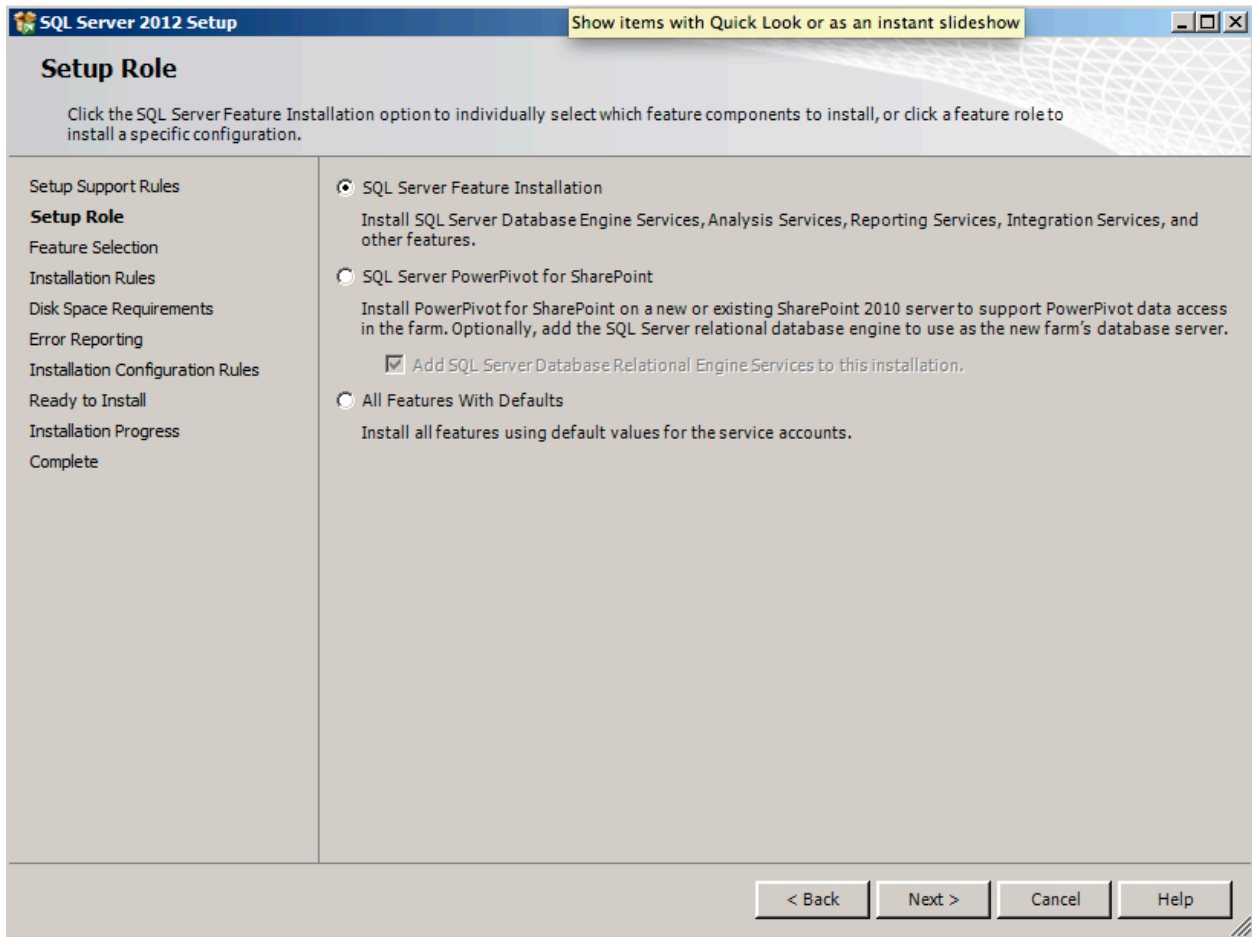 SQL Server 2012 Setup
Show items with Quick Look or as an instant slideshow
Setup Role
Click the SQL Server Feature Installation option to individually select which feature components to install, or click a feature role to
install a specific configuration.
Setup Support Rules
Setup Role
Feature Selection
Installation Rules
Disk Space Requirements
Error Reporting
Installation Configuration Rules
Ready to Install
Installation Progress
Complete
SQL Server Feature Installation
Install SQL Server Database Engine Services, Analysis Services, Reporting Services, Integration Services, and
other features.
SQL Server PowerPivot for SharePoint
Install PowerPivot for SharePoint on a new or existing SharePoint 2010 server to support PowerPivot data access
in the farm. Optionally, add the SQL Server relational database engine to use as the new farm's database server.
Add SQL Server Database Relational Engine Services to this installation.
All Features With Defaults
Install all features using default values for the service accounts.
< Back
Next >
Cancel
Help